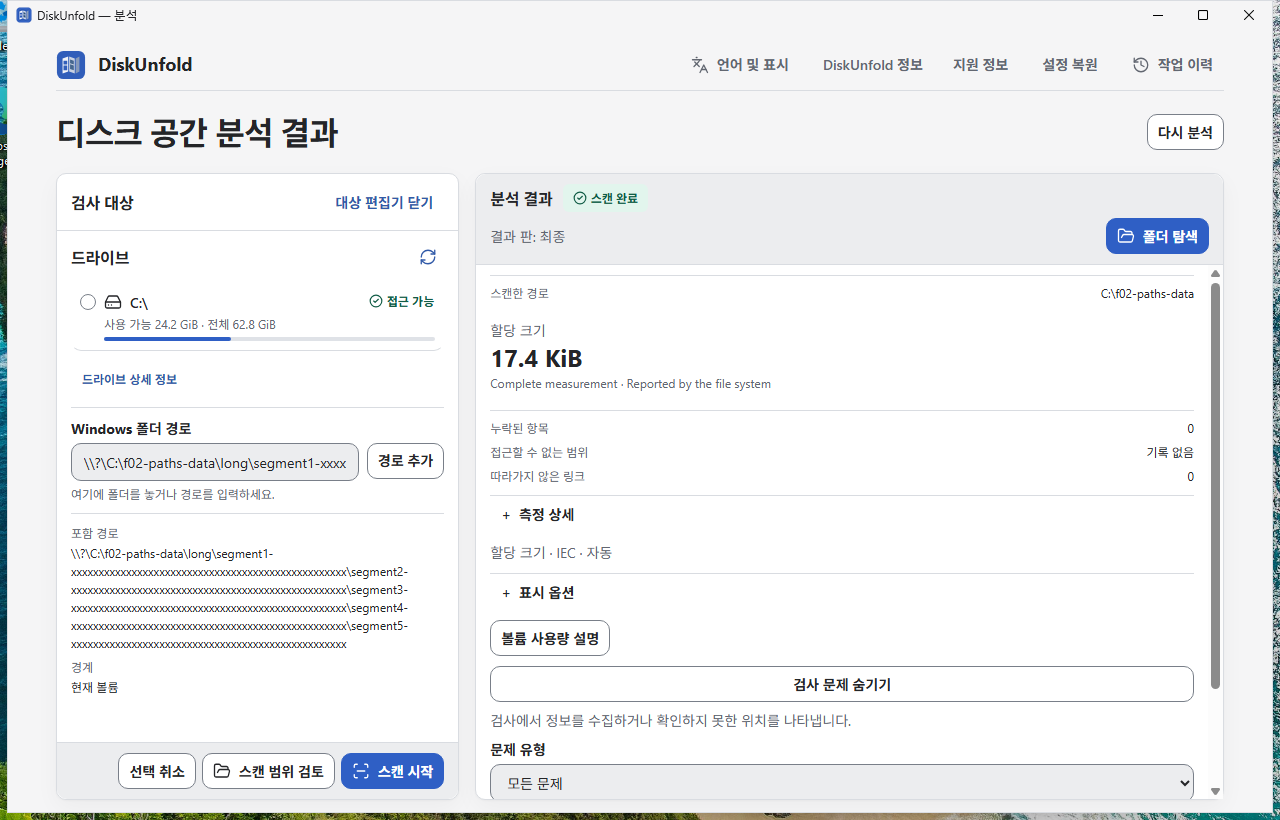 DiskUnfold — 분석
DiskUnfold
언어 및 표시
DiskUnfold 정보
지원 정보
설정 복원
작업 이력
디스크 공간 분석 결과
다시 분석
검사 대상
대상 편집기 닫기
드라이브
C:\
접근 가능
사용 가능 24.2 GiB · 전체 62.8 GiB
드라이브 상세 정보
Windows 폴더 경로
\\?\C:\f02-paths-data\long\segment1-xxxx
경로 추가
여기에 폴더를 놓거나 경로를 입력하세요.
포함 경로
\\?\C:\f02-paths-data\long\segment1-
xxxxxxxxxxxxxxxxxxxxxxxxxxxxxxxxxxxxxxxxxxxxxxxxxx\segment2-
xxxxxxxxxxxxxxxxxxxxxxxxxxxxxxxxxxxxxxxxxxxxxxxxxx\segment3-
xxxxxxxxxxxxxxxxxxxxxxxxxxxxxxxxxxxxxxxxxxxxxxxxxx\segment4-
xxxxxxxxxxxxxxxxxxxxxxxxxxxxxxxxxxxxxxxxxxxxxxxxxx\segment5-
xxxxxxxxxxxxxxxxxxxxxxxxxxxxxxxxxxxxxxxxxxxxxxxxxx
경계
현재 볼륨
선택 취소
스캔 범위 검토
스캔 시작
분석 결과
스캔 완료
결과 판: 최종
폴더 탐색
스캔한 경로
C:\f02-paths-data
할당 크기
17.4 KiB
Complete measurement · Reported by the file system
누락된 항목
0
접근할 수 없는 범위
기록 없음
따라가지 않은 링크
0
+ 측정 상세
할당 크기 · IEC · 자동
+ 표시 옵션
볼륨 사용량 설명
검사 문제 숨기기
검사에서 정보를 수집하거나 확인하지 못한 위치를 나타냅니다.
문제 유형
모든 문제